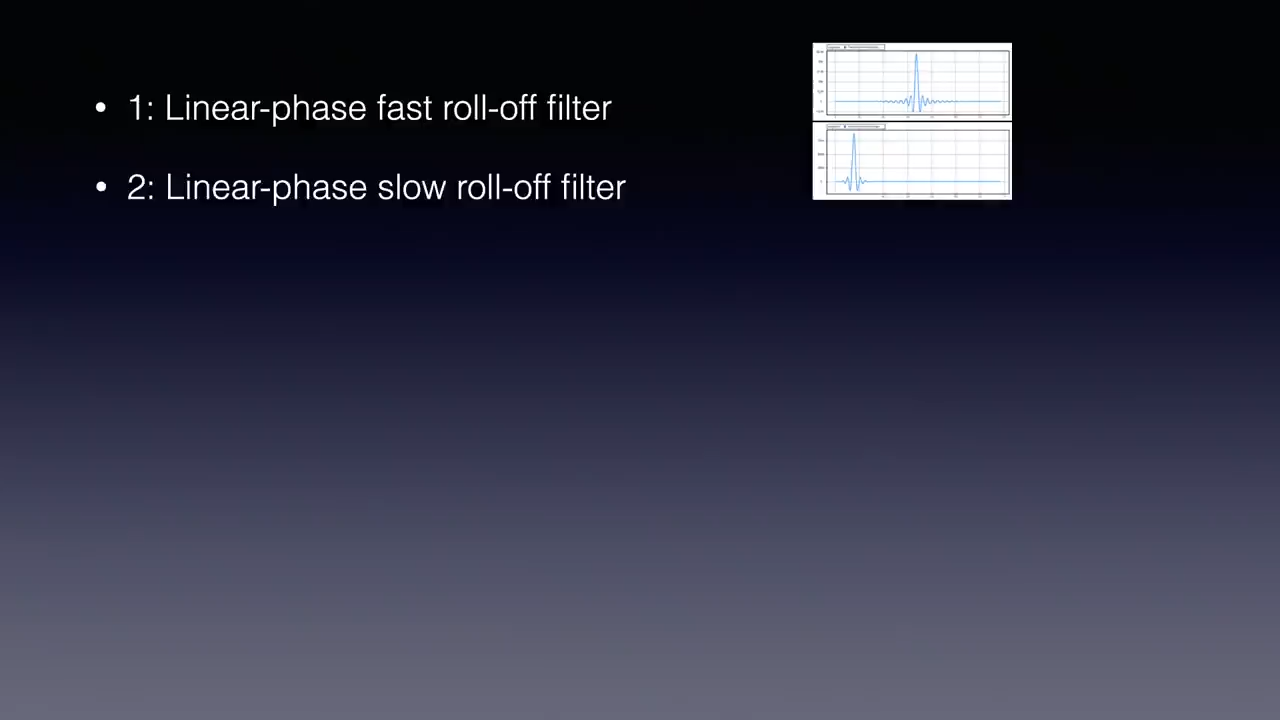 • 1: Linear-phase fast roll-off filter
• 2: Linear-phase slow roll-off filter